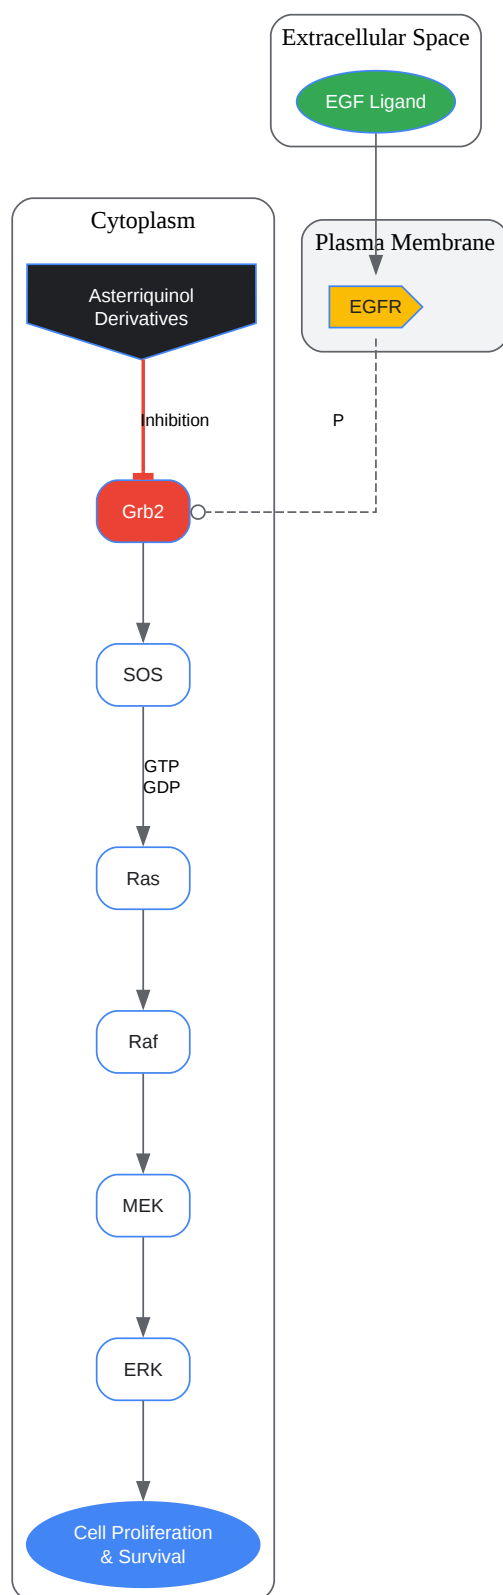 Extracellular Space
EGF Ligand
Cytoplasm
Plasma Membrane
Asterriquinol
Derivatives
EGFR
Inhibition
P
Grb2
SOS
GTP
GDP
Ras
Raf
MEK
ERK
Cell Proliferation
& Survival